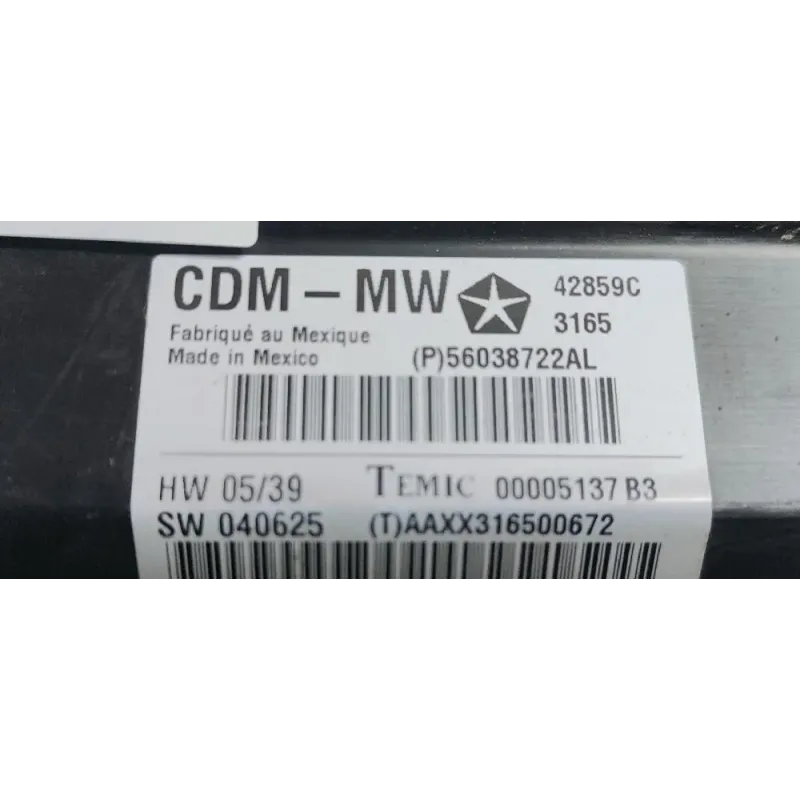 CDM – MW 42859C
3165
Fabriqué au Mexique
Made in Mexico (P)56038722AL
HW 05/39 TEMIC 00005137 B3
SW 040625 (T)AAXX316500672